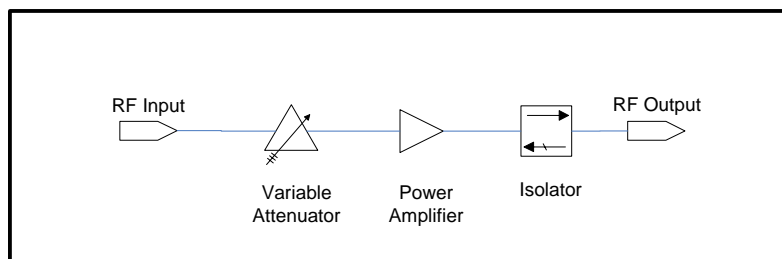 RF Input
RF Output
Variable
Attenuator
Power
Amplifier
Isolator